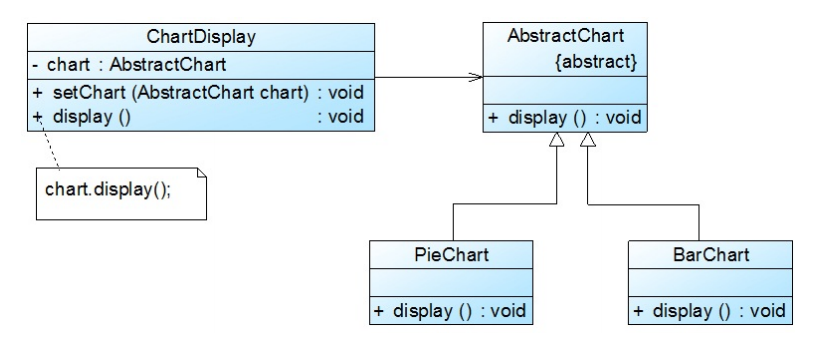 ChartDisplay
- chart : AbstractChart
+ setChart (AbstractChart chart) : void
+ display () : void
chart.display();
AbstractChart
{abstract}
+ display () : void
PieChart
+ display () : void
BarChart
+ display () : void